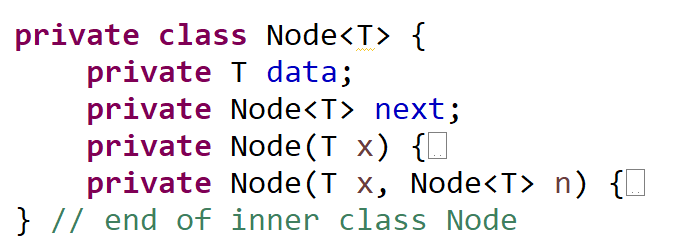 private class Node<T> {
    private T data;
    private Node<T> next;
    private Node(T x) {..
    private Node(T x, Node<T> n) {..
} // end of inner class Node